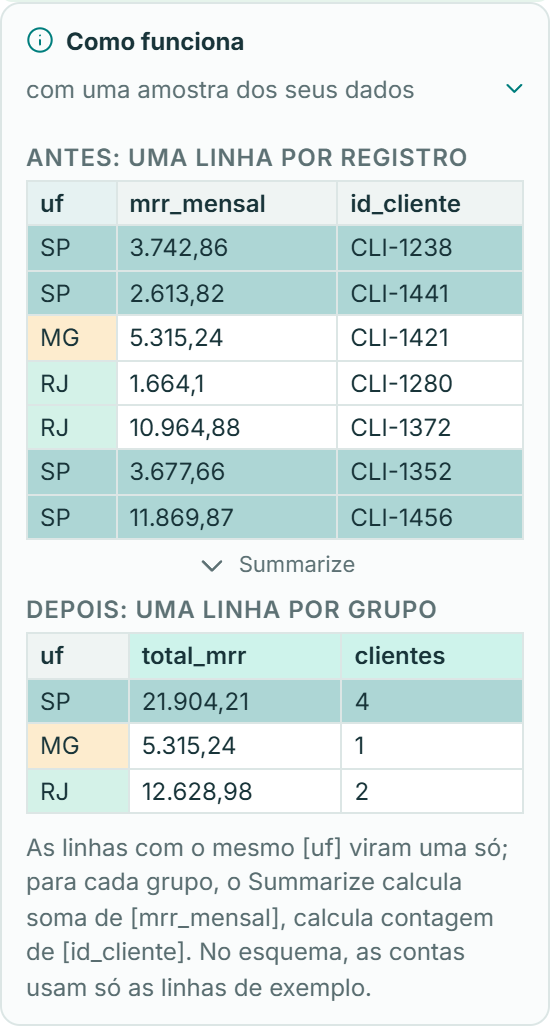 Como funciona
com uma amostra dos seus dados
ANTES: UMA LINHA POR REGISTRO
uf mrr_mensal id_cliente
SP 3.742,86 CLI-1238
SP 2.613,82 CLI-1441
MG 5.315,24 CLI-1421
RJ 1.664,1 CLI-1280
RJ 10.964,88 CLI-1372
SP 3.677,66 CLI-1352
SP 11.869,87 CLI-1456
Summarize
DEPOIS: UMA LINHA POR GRUPO
uf total_mrr clientes
SP 21.904,21 4
MG 5.315,24 1
RJ 12.628,98 2
As linhas com o mesmo [uf] viram uma só;
para cada grupo, o Summarize calcula
soma de [mrr_mensal], calcula contagem
de [id_cliente]. No esquema, as contas
usam só as linhas de exemplo.